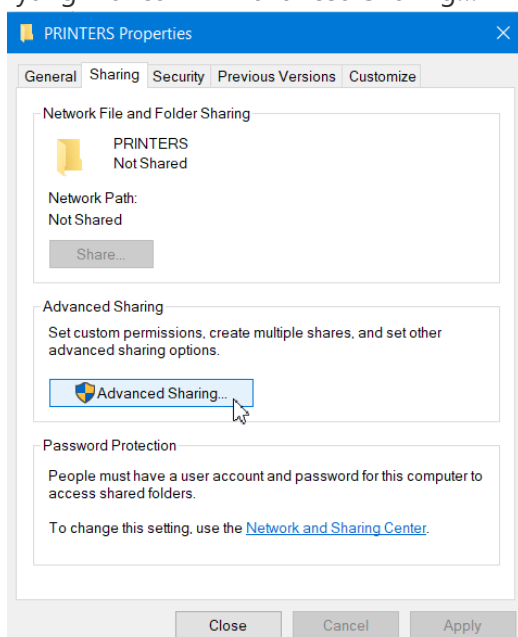 PRINTERS Properties
General Sharing Security Previous Versions Customize
Network File and Folder Sharing
PRINTERS
Not Shared
Network Path:
Not Shared
Share...
Advanced Sharing
Set custom permissions, create multiple shares, and set other
advanced sharing options.
Advanced Sharing...
Password Protection
People must have a user account and password for this computer to
access shared folders.
To change this setting, use the Network and Sharing Center.
Close Cancel Apply